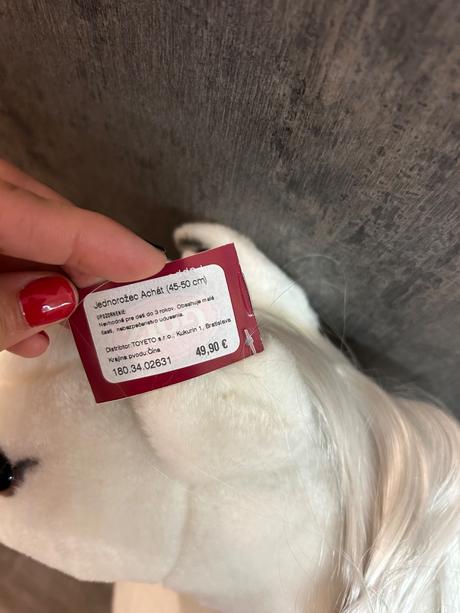 Jednorožec Achát (45-50 cm)
UPOZORNENIE:
Nevhodné pre deti do 3 rokov. Obsahuje malé
časti, nebezpečenstvo udusenia.
Distribútor: TOYETO s.r.o., Kukurin 1, Bratislava
Krajina pvodu:Čína
180.34.02631
49,90 €